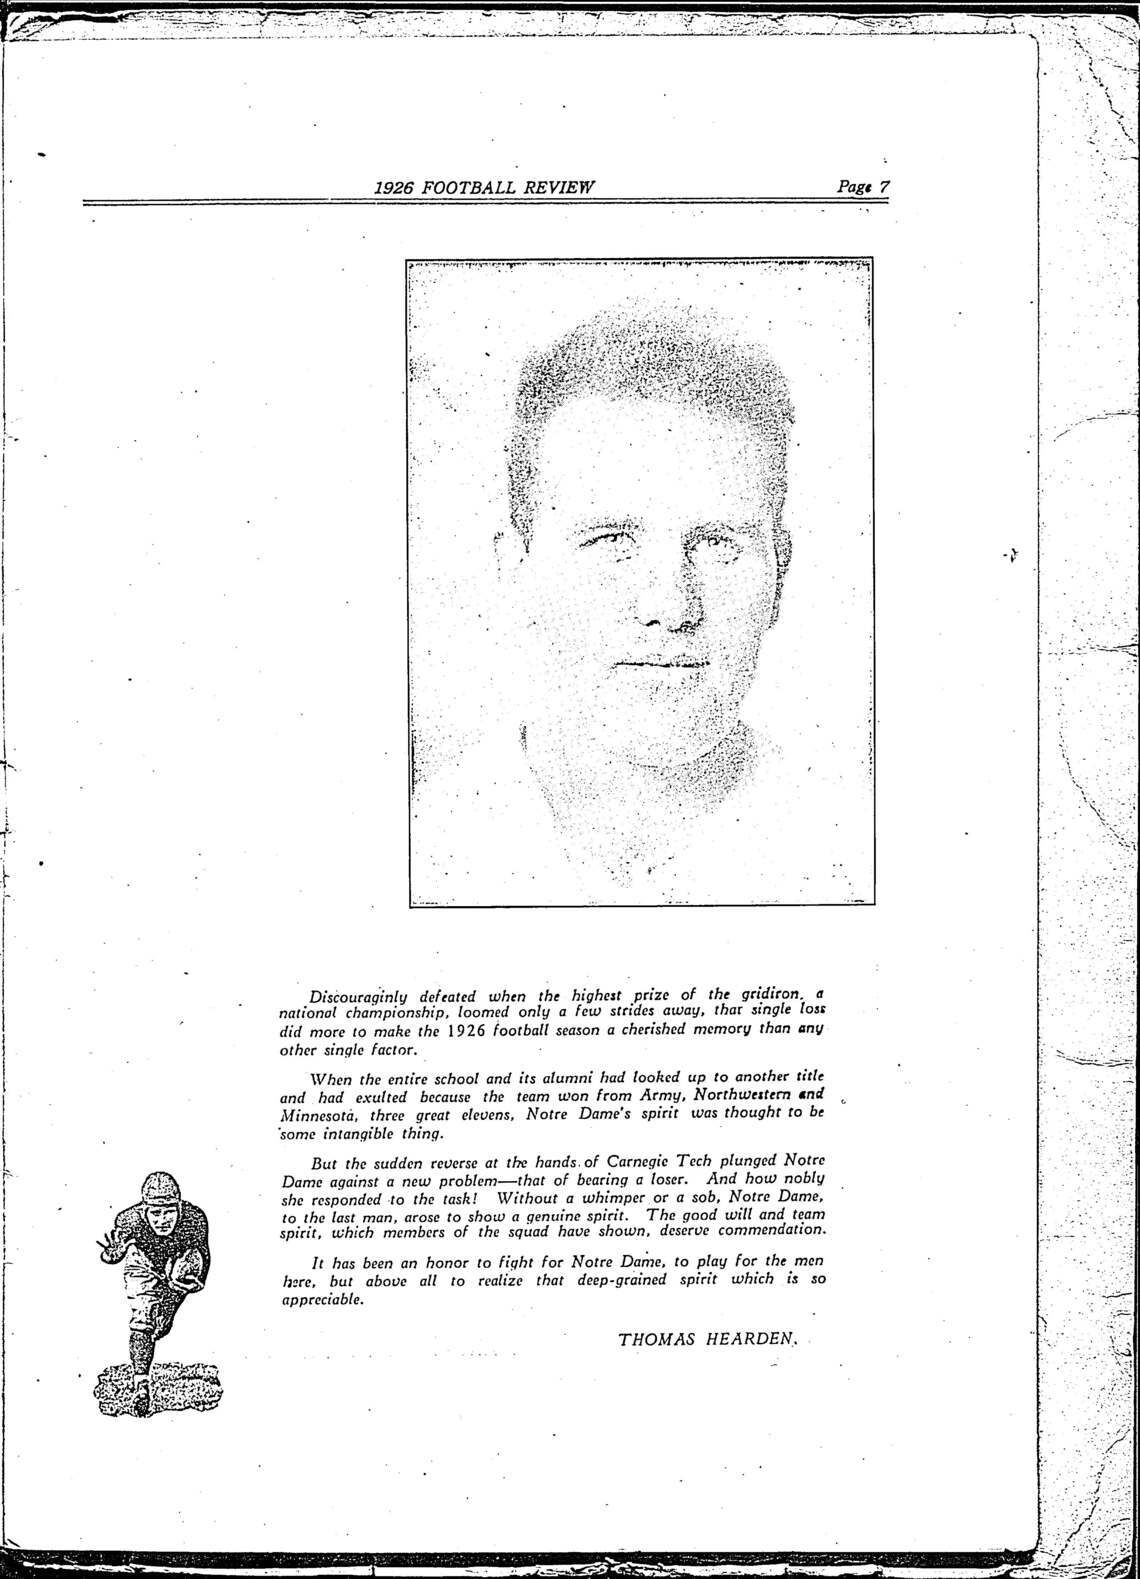 1926 FOOTBALL REVIEW Page 7
Discouraginly defeated when the highest prize of the gridiron, a
national championship, loomed only a few strides away, that single loss
did more to make the 1926 football season a cherished memory than any
other single factor.
When the entire school and its alumni had looked up to another title
and had exulted because the team won from Army, Northwestern and
Minnesota, three great elevens, Notre Dame's spirit was thought to be
some intangible thing.
But the sudden reverse at the hands of Carnegie Tech plunged Notre
Dame against a new problem—that of bearing a loser. And how nobly
she responded to the task! Without a whimper or a sob, Notre Dame,
to the last man, arose to show a genuine spirit. The good will and team
spirit, which members of the squad have shown, deserve commendation.
It has been an honor to fight for Notre Dame, to play for the men
here, but above all to realize that deep-grained spirit which is so
appreciable.
THOMAS HEARDEN.